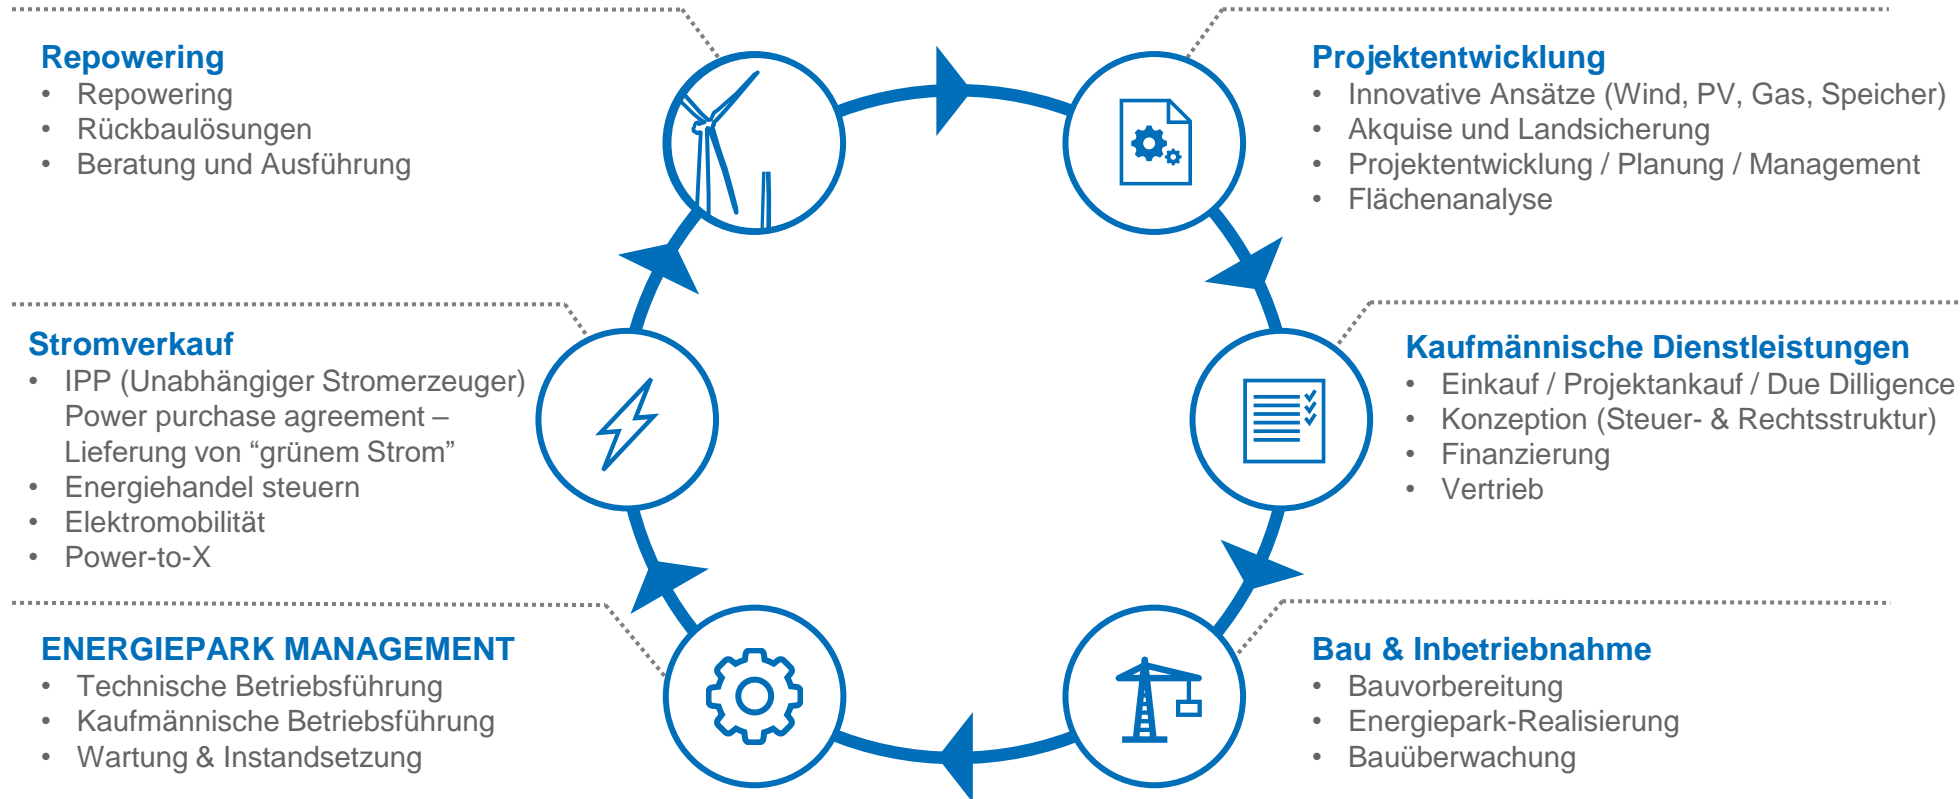 Repowering
• Repowering
• Rückbaulösungen
• Beratung und Ausführung
Projektentwicklung
• Innovative Ansätze (Wind, PV, Gas, Speicher)
• Akquise und Landsicherung
• Projektentwicklung / Planung / Management
• Flächenanalyse
Stromverkauf
• IPP (Unabhängiger Stromerzeuger)
Power purchase agreement –
Lieferung von “grünem Strom”
• Energiehandel steuern
• Elektromobilität
• Power-to-X
Kaufmännische Dienstleistungen
• Einkauf / Projektankauf / Due Dilligence
• Konzeption (Steuer- & Rechtsstruktur)
• Finanzierung
• Vertrieb
ENERGIEPARK MANAGEMENT
• Technische Betriebsführung
• Kaufmännische Betriebsführung
• Wartung & Instandsetzung
Bau & Inbetriebnahme
• Bauvorbereitung
• Energiepark-Realisierung
• Bauüberwachung